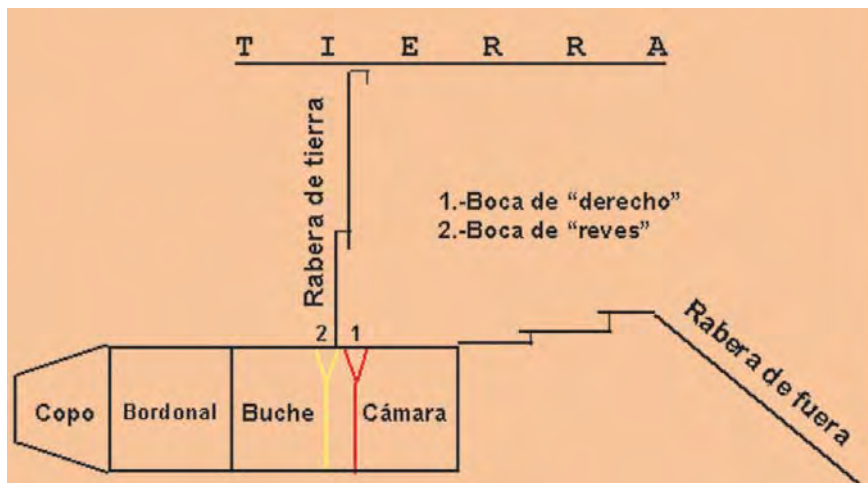 T I E R R A
Rabera de tierra
1.-Boca de “derecho”
2.-Boca de “reves”
Rabera de fuera
2 1
Copo Bordonal Buche Cámara